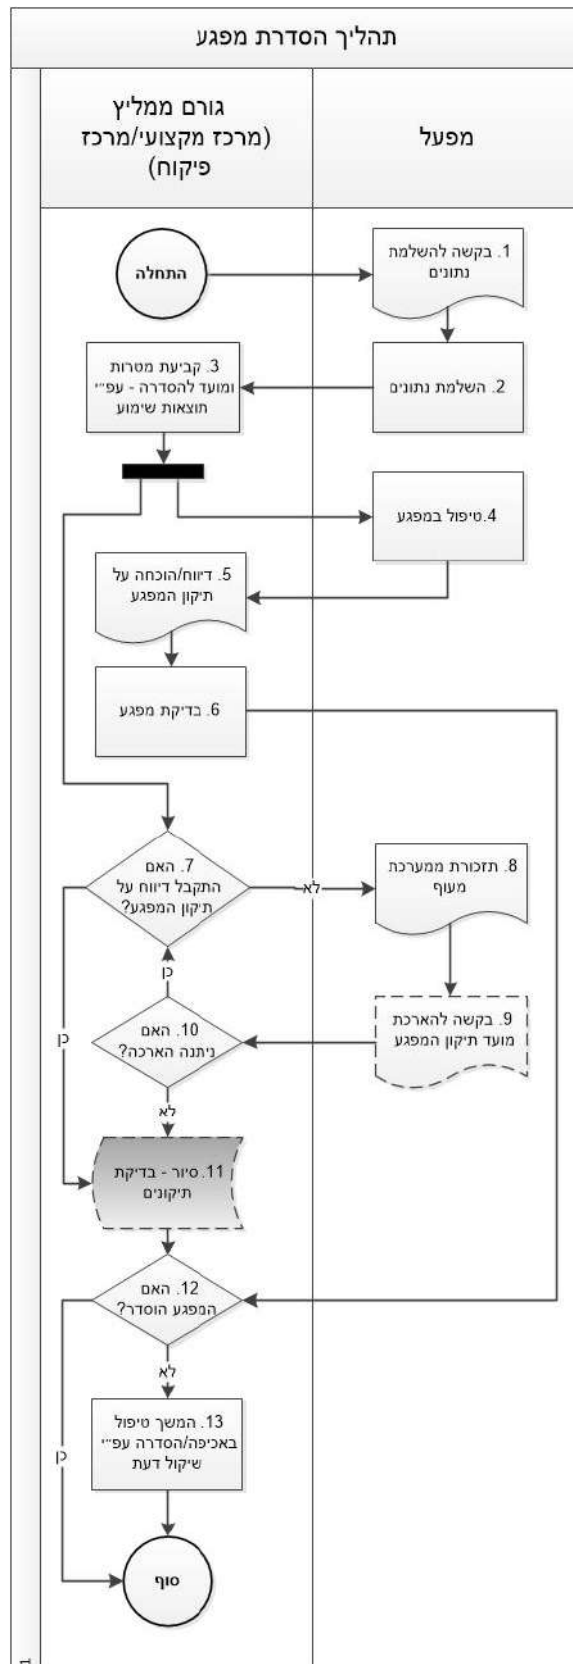 תהליך הסדרת מפגע
גורם ממליץ
(מרכז מקצועי/מרכז
פיקוח)
מפעל
התחלה
1. בקשה להשלמת
נתונים
2. השלמת נתונים
3. קביעת מטרות
ומועד להסדרה - עפ״י
תוצאות שימוע
4.טיפול במפגע
5. דיווח/הוכחה על
תיקון המפגע
6. בדיקת מפגע
7. האם
התקבל דיווח על
תיקון המפגע?
לא
8. תזכורת ממערכת
מעוף
כן
9. בקשה להארכת
מועד תיקון המפגע
10. האם
ניתנה הארכה?
כן
לא
11. סיור - בדיקת
תיקונים
12. האם
המפגע הוסדר?
לא
13. המשך טיפול
באכיפה/הסדרה עפ״י
שיקול דעת
כן
סוף